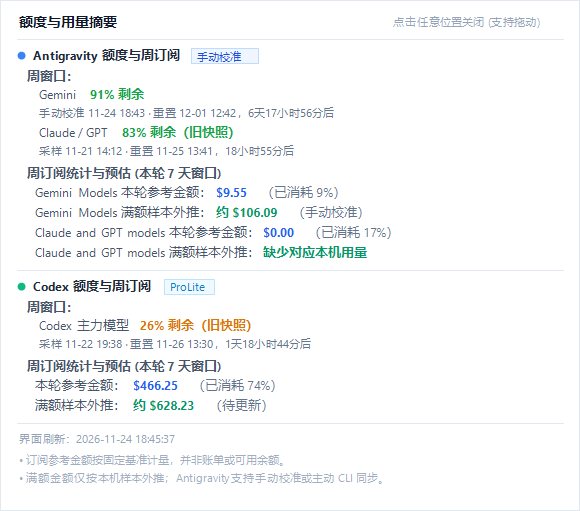 额度与用量摘要 点击任意位置关闭 (支持拖动)
Antigravity 额度与周订阅 手动校准
周窗口：
Gemini 91% 剩余
手动校准 11-24 18:43 · 重置 12-01 12:42，6天17小时56分后
Claude / GPT 83% 剩余（旧快照）
采样 11-21 14:12 · 重置 11-25 13:41，18小时55分后
周订阅统计与预估 (本轮 7 天窗口)
Gemini Models 本轮参考金额： $9.55 （已消耗 9%）
Gemini Models 满额样本外推： 约 $106.09 （手动校准）
Claude and GPT models 本轮参考金额： $0.00 （已消耗 17%）
Claude and GPT models 满额样本外推： 缺少对应本机用量
Codex 额度与周订阅 ProLite
周窗口：
Codex 主力模型 26% 剩余（旧快照）
采样 11-22 19:38 · 重置 11-26 13:30，1天18小时44分后
周订阅统计与预估 (本轮 7 天窗口)
本轮参考金额： $466.25 （已消耗 74%）
满额样本外推： 约 $628.23 （待更新）
界面刷新： 2026-11-24 18:45:37
• 订阅参考金额按固定基准计量，并非账单或可用余额。
• 满额金额仅按本机样本外推；Antigravity 支持手动校准或主动 CLI 同步。